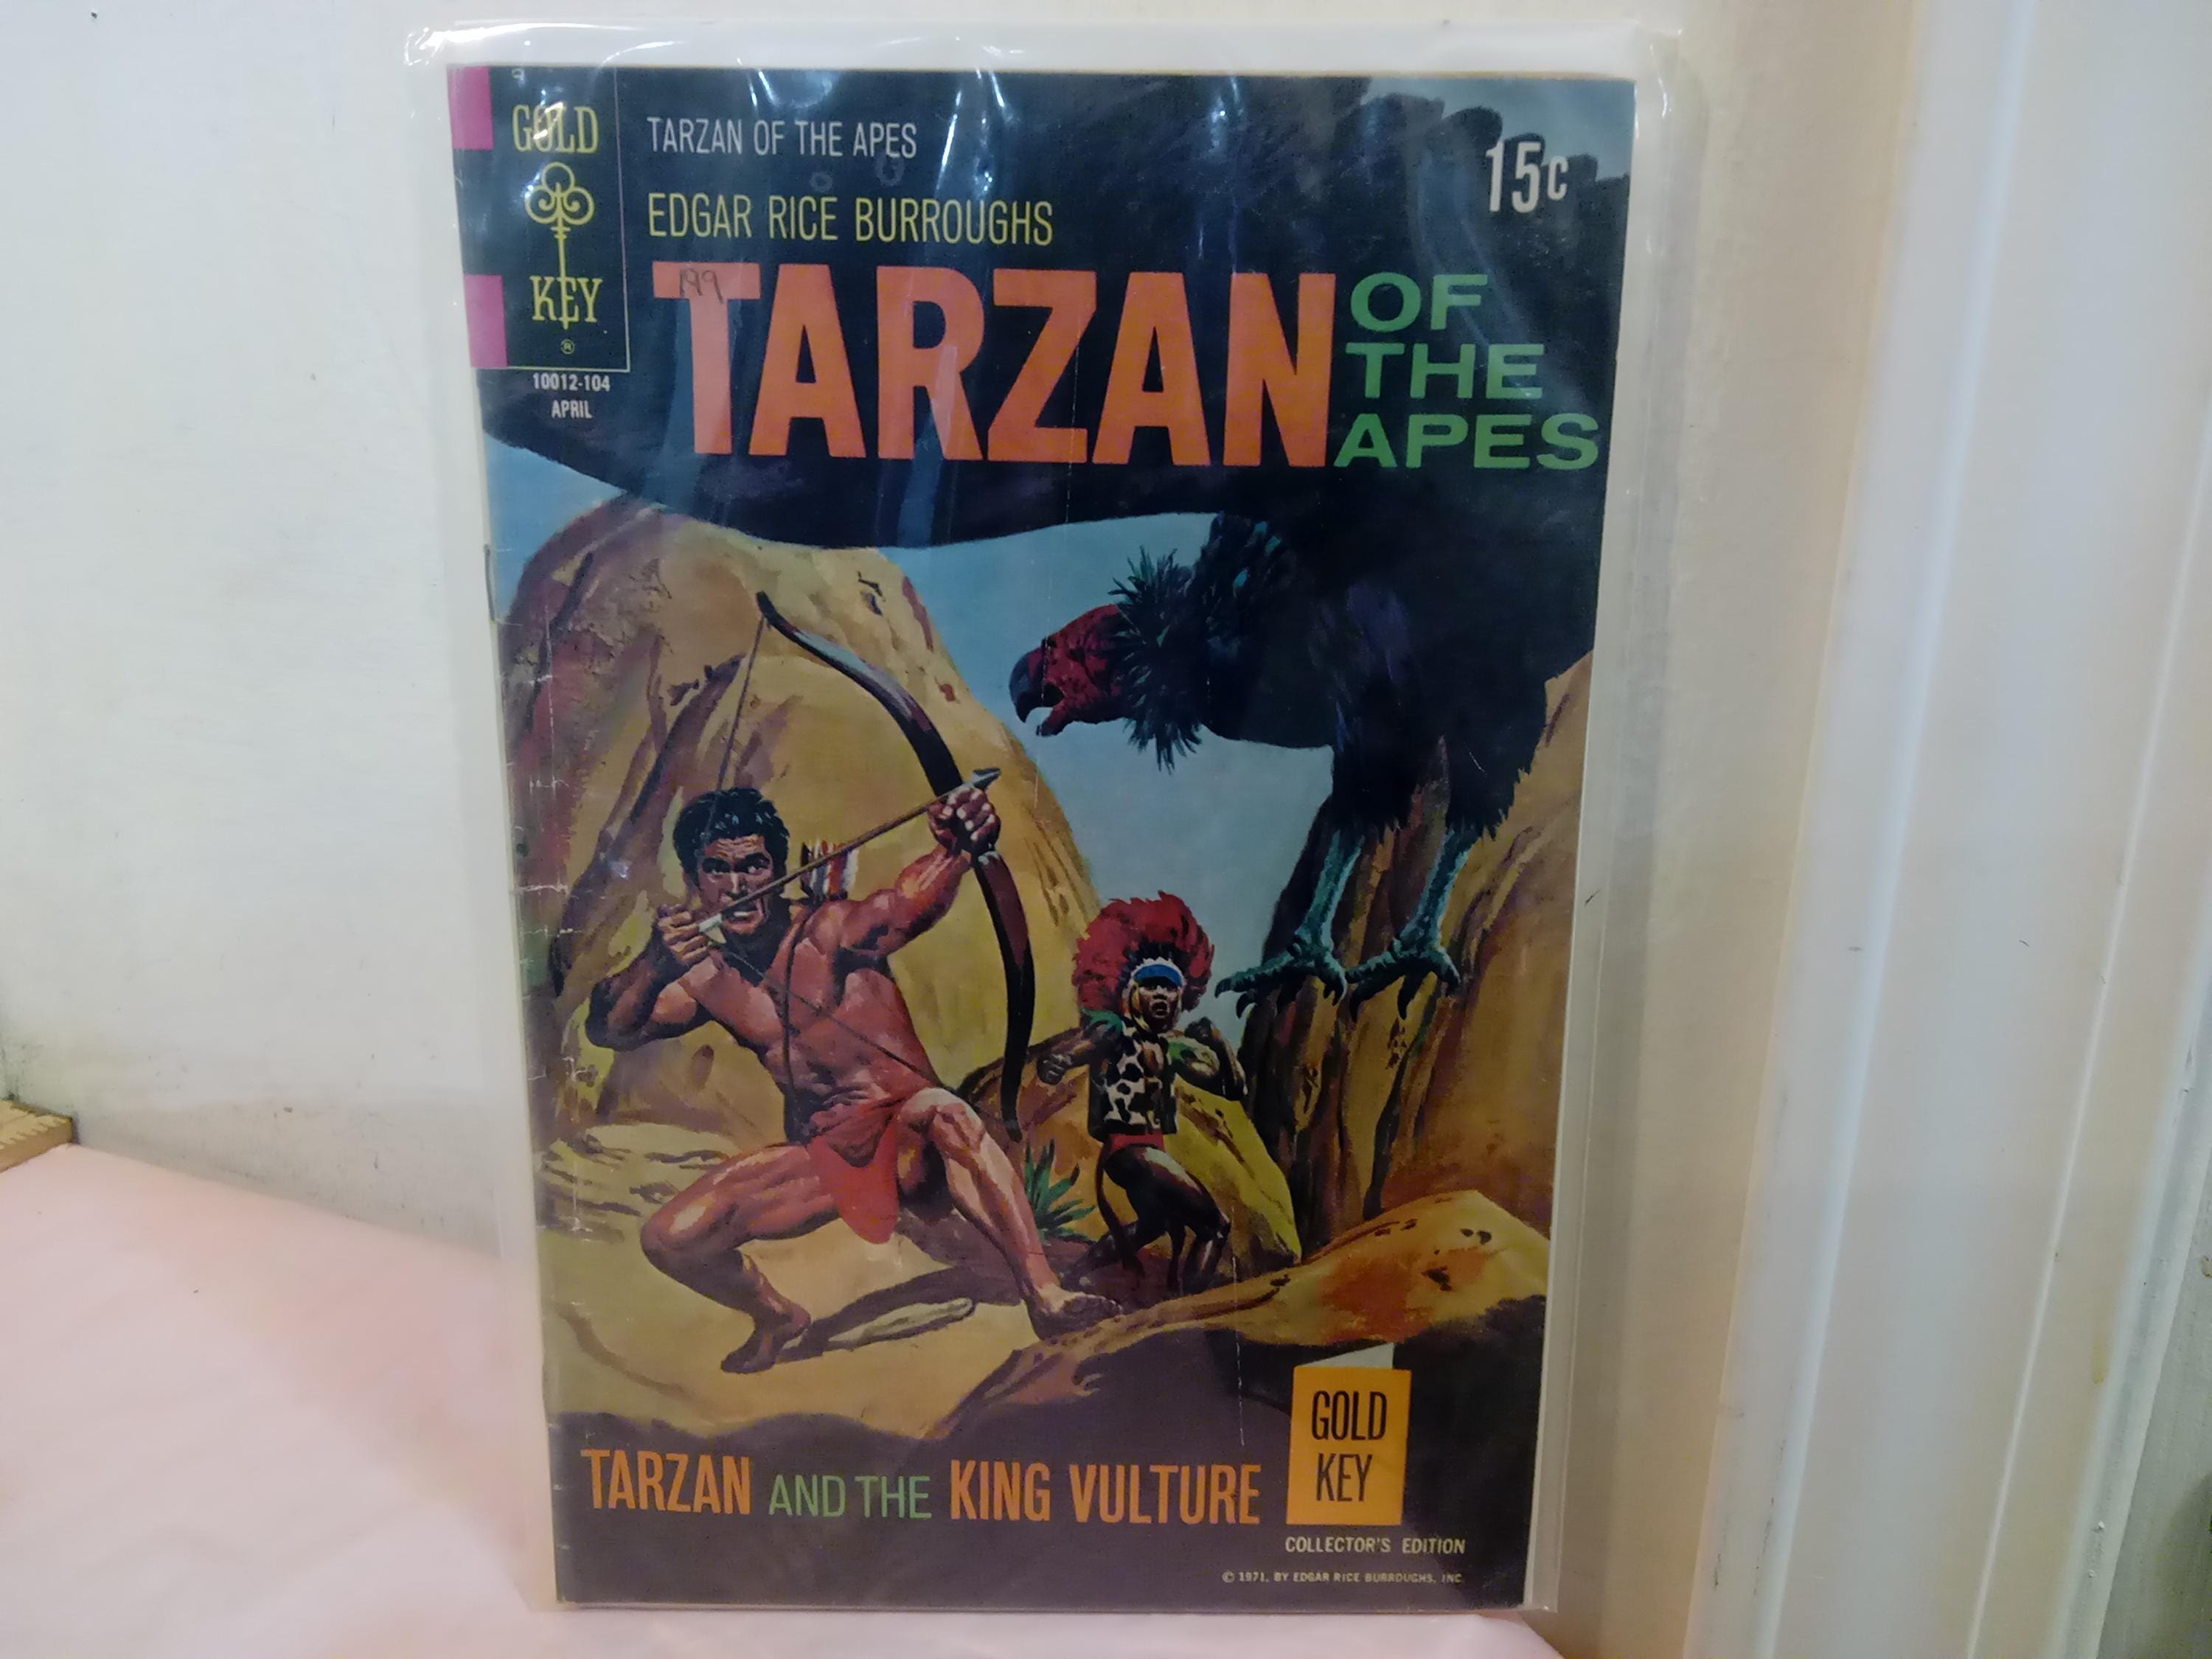 GOLD
KEY
®
10012-104
APRIL
TARZAN OF THE APES
15c
EDGAR RICE BURROUGHS
199
TARZAN OF
THE
APES
TARZAN AND THE KING VULTURE
GOLD
KEY
COLLECTOR'S EDITION
© 1971, BY EDGAR RICE BURROUGHS, INC.